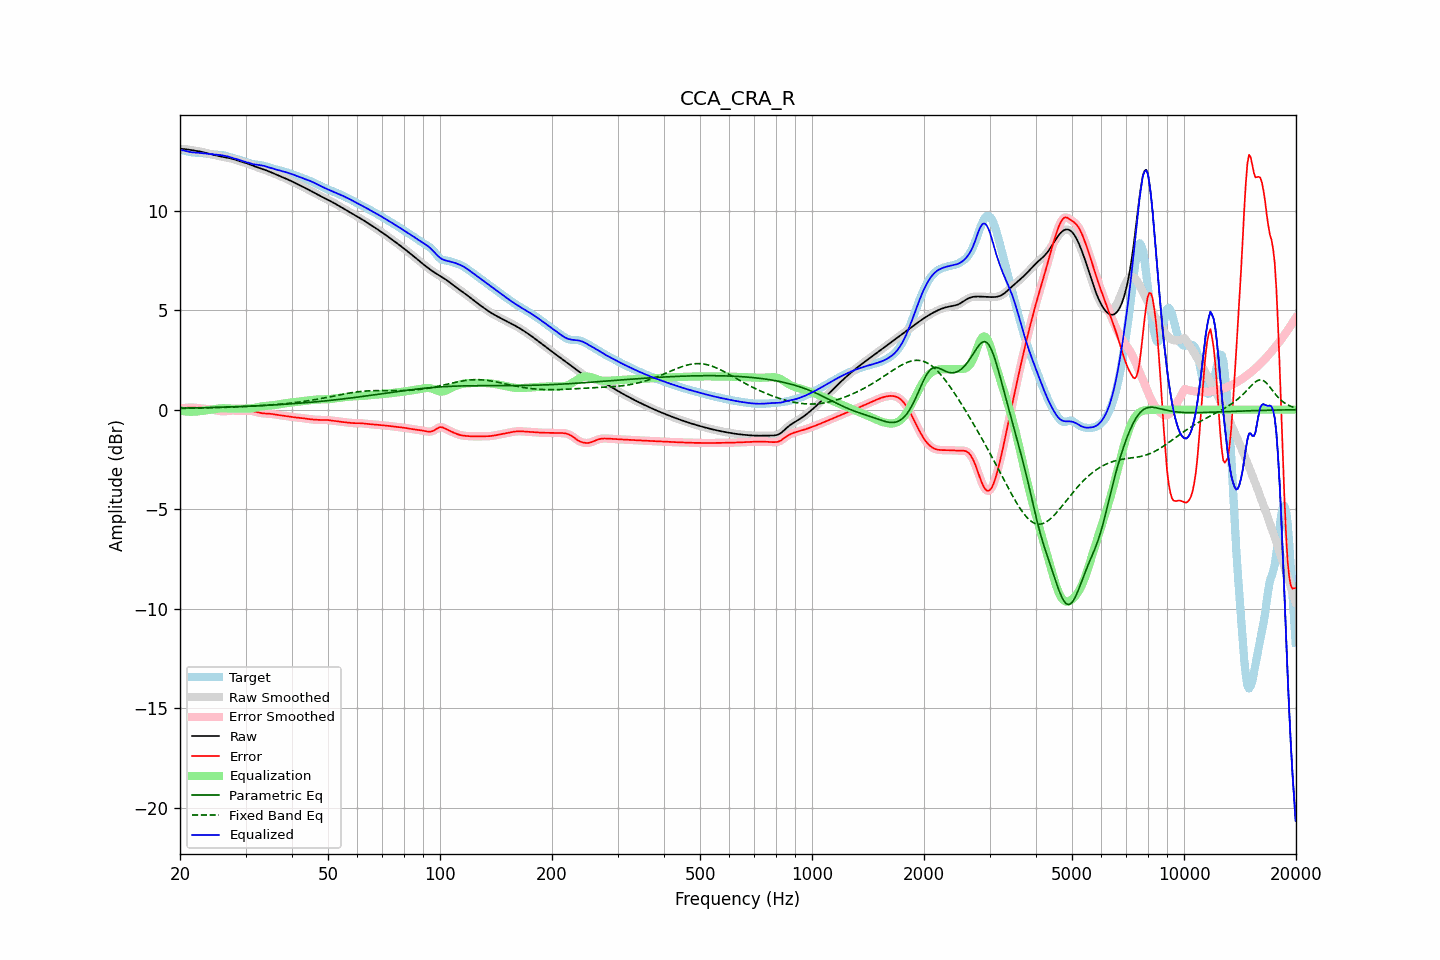 CCA_CRA_R
Amplitude (dBr)
10
5
0
−5
−10
−15
−20
Target
Raw Smoothed
Error Smoothed
Raw
Error
Equalization
Parametric Eq
Fixed Band Eq
Equalized
20 50 100 200 500 1000 2000 5000 10000 20000
Frequency (Hz)